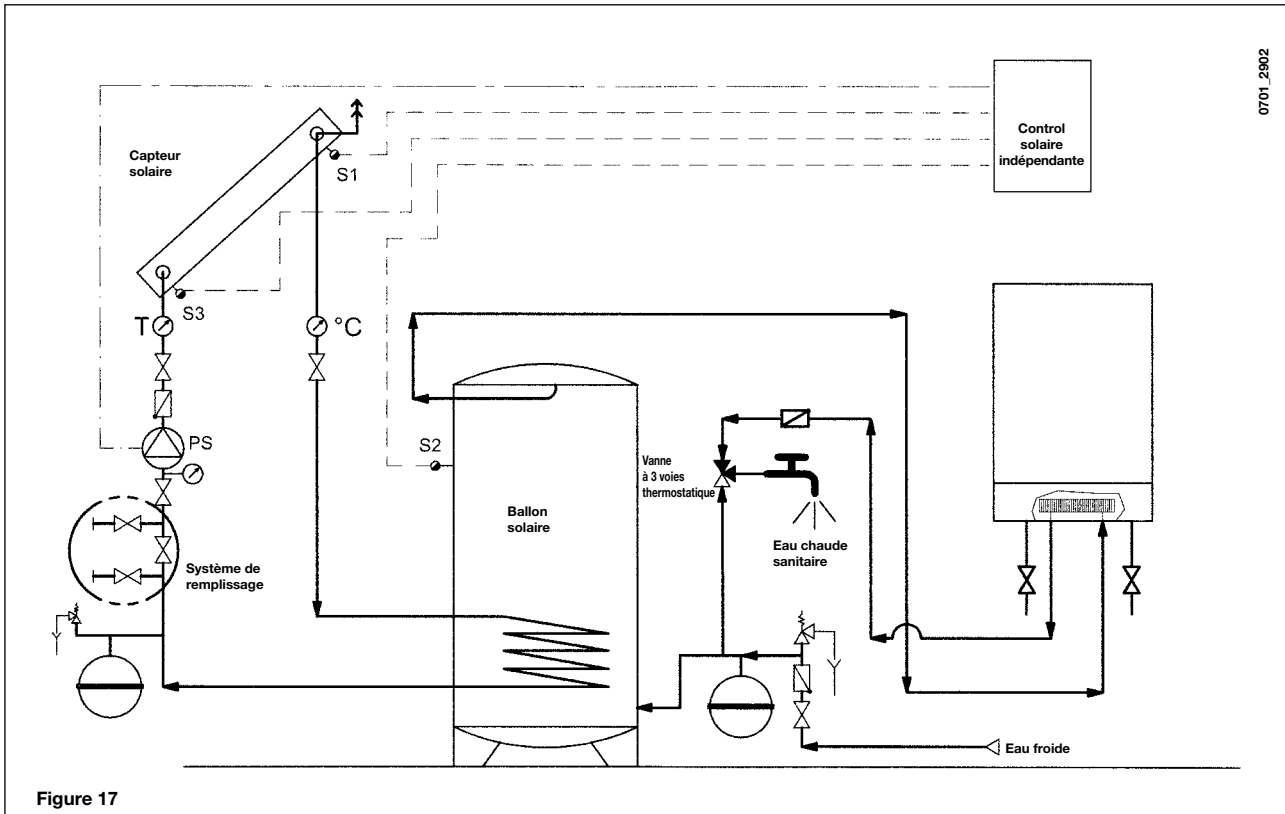 0701_2902
Control
solaire
indépendante
Capteur
solaire
S1
S3
T
°C
PS
S2
Vanne
à 3 voies
thermostatique
Ballon
solaire
Eau chaude
sanitaire
Système de
remplissage
Eau froide
Figure 17